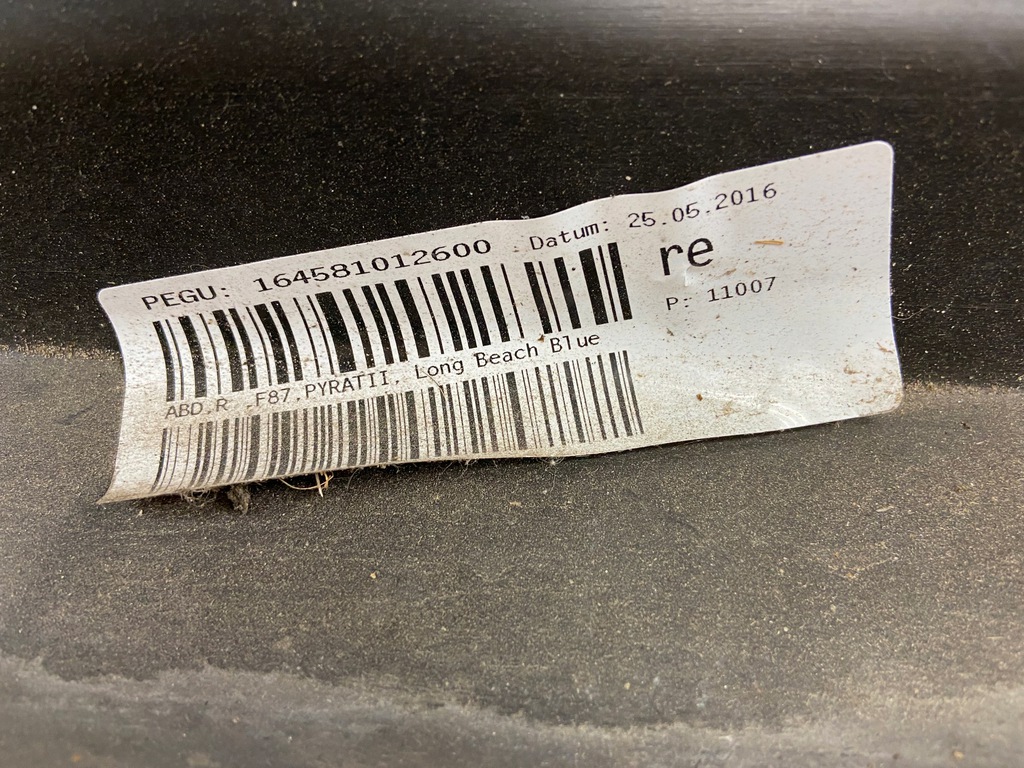 PEGU: 164581012600 Datum: 25.05.2016
re
P: 11007
ABD.R .F87.PYRATII. Long Beach Blue